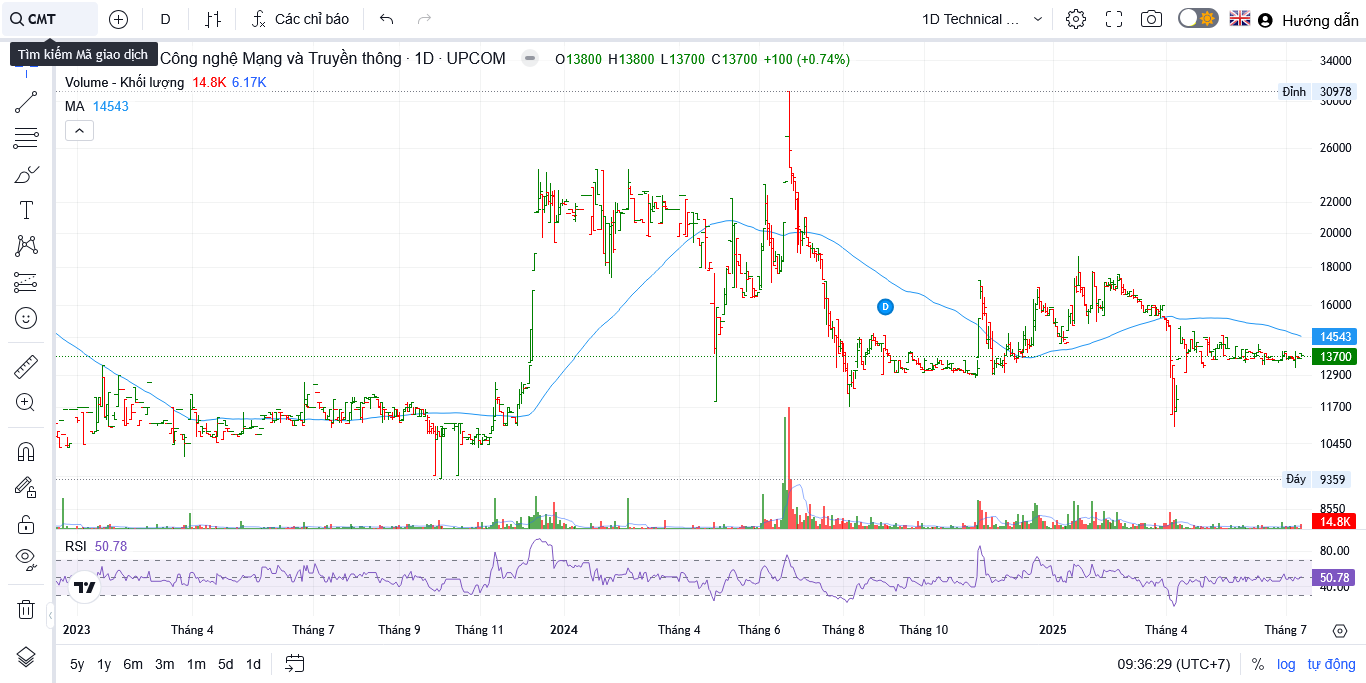 CMT
D
Các chỉ báo
1D Technical ...
Hướng dẫn
Tìm kiếm Mã giao dịch
Công nghệ Mạng và Truyền thông · 1D · UPCOM
O13800 H13800 L13700 C13700 +100 (+0.74%)
Volume - Khối lượng 14.8K 6.17K
MA 14543
34000
Đỉnh 30978
30000
26000
22000
20000
18000
16000
D
14543
13700
12900
11700
10450
Đáy 9359
8550
14.8K
RSI 50.78
80.00
50.78
40.00
2023 Tháng 4 Tháng 7 Tháng 9 Tháng 11 2024 Tháng 4 Tháng 6 Tháng 8 Tháng 10 2025 Tháng 4 Tháng 7
5y 1y 6m 3m 1m 5d 1d
09:36:29 (UTC+7) % log tự động